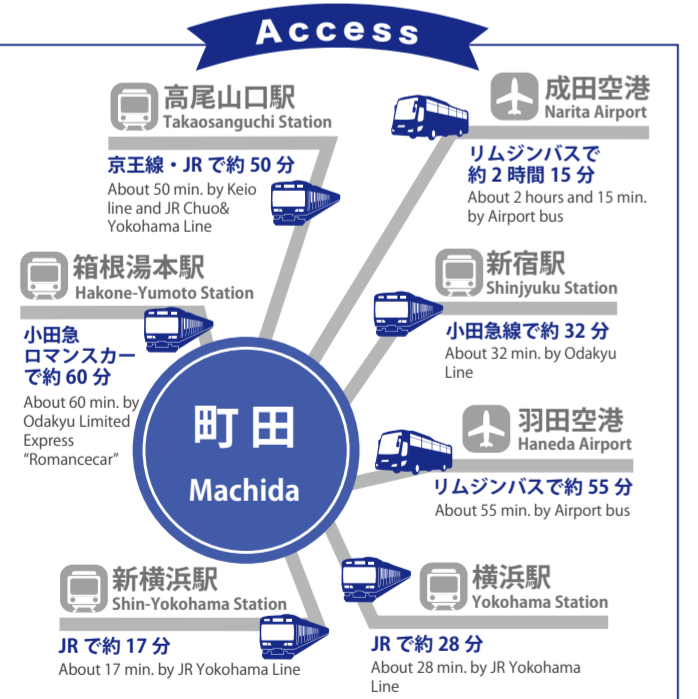 Access
高尾山口駅
Takaosanguchi Station
京王線・JR で約 50 分
About 50 min. by Keio
line and JR Chuo&
Yokohama Line
成田空港
Narita Airport
リムジンバスで
約 2 時間 15 分
About 2 hours and 15 min.
by Airport bus
箱根湯本駅
Hakone-Yumoto Station
小田急
ロマンスカー
で約 60 分
About 60 min. by
Odakyu Limited
Express
“Romancecar”
新宿駅
Shinjyuku Station
小田急線で約 32 分
About 32 min. by Odakyu
Line
町田
Machida
羽田空港
Haneda Airport
リムジンバスで約 55 分
About 55 min. by Airport bus
新横浜駅
Shin-Yokohama Station
JR で約 17 分
About 17 min. by JR Yokohama Line
横浜駅
Yokohama Station
JR で約 28 分
About 28 min. by JR Yokohama
Line